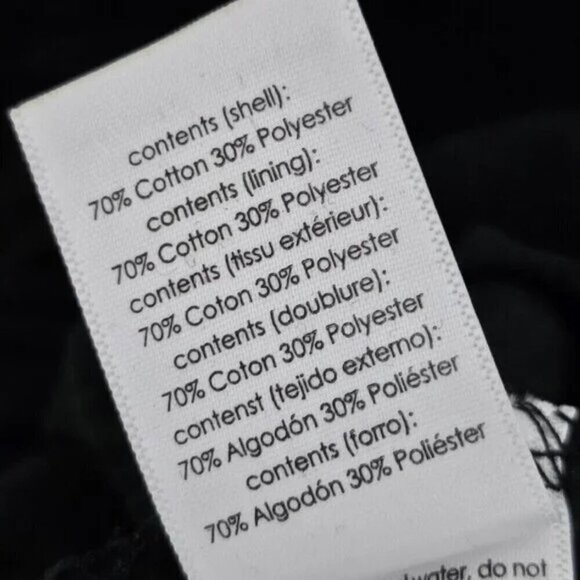 contents (shell):
70% Cotton 30% Polyester
contents (lining):
70% Cotton 30% Polyester
contents (tissu extérieur):
70% Coton 30% Polyester
contents (doublure):
70% Coton 30% Polyester
contenst (tejido externo):
70% Algodón 30% Poliéster
contents (forro):
70% Algodón 30% Poliéster
water, do not